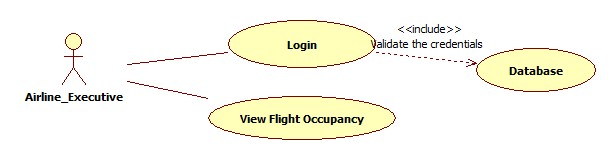 <<include>>
Login
Validate the credentials
Database
Airline_Executive
View Flight Occupancy